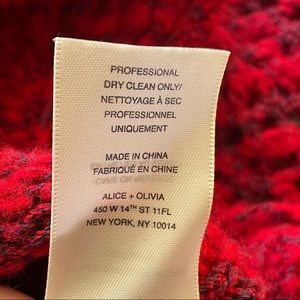 PROFESSIONAL
DRY CLEAN ONLY/
NETTOYAGE À SEC
PROFESSIONNEL
UNIQUEMENT
MADE IN CHINA
FABRIQUÉ EN CHINE
ALICE + OLIVIA
450 W 14TH ST 11FL
NEW YORK, NY 10014